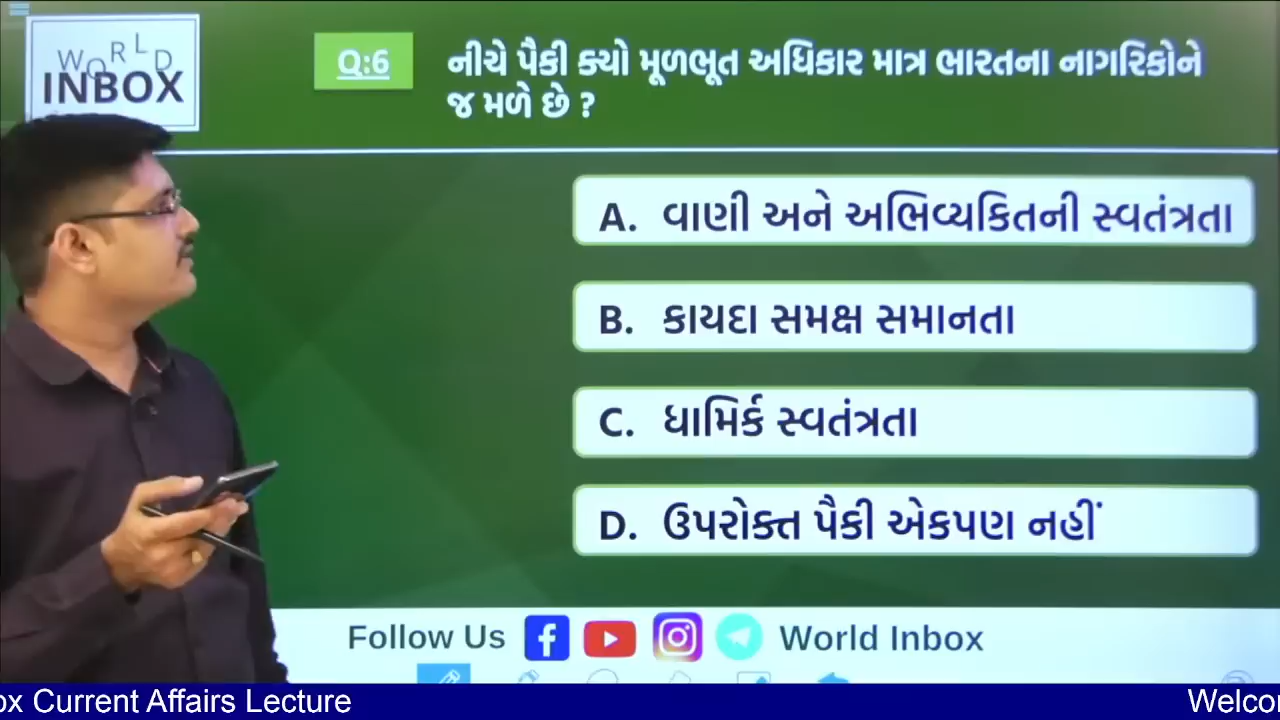 WORLD
INBOX
Q:6
નીચે પૈકી ક્યો મૂળભૂત અધિકાર માત્ર ભારતના નાગરિકોને
જ મળે છે ?
A. વાણી અને અભિવ્યકિતની સ્વતંત્રતા
B. કાયદા સમક્ષ સમાનતા
C. ધામિર્ક સ્વતંત્રતા
D. ઉપરોક્ત પૈકી એકપણ નહીં
Follow Us World Inbox
ox Current Affairs Lecture Welcor